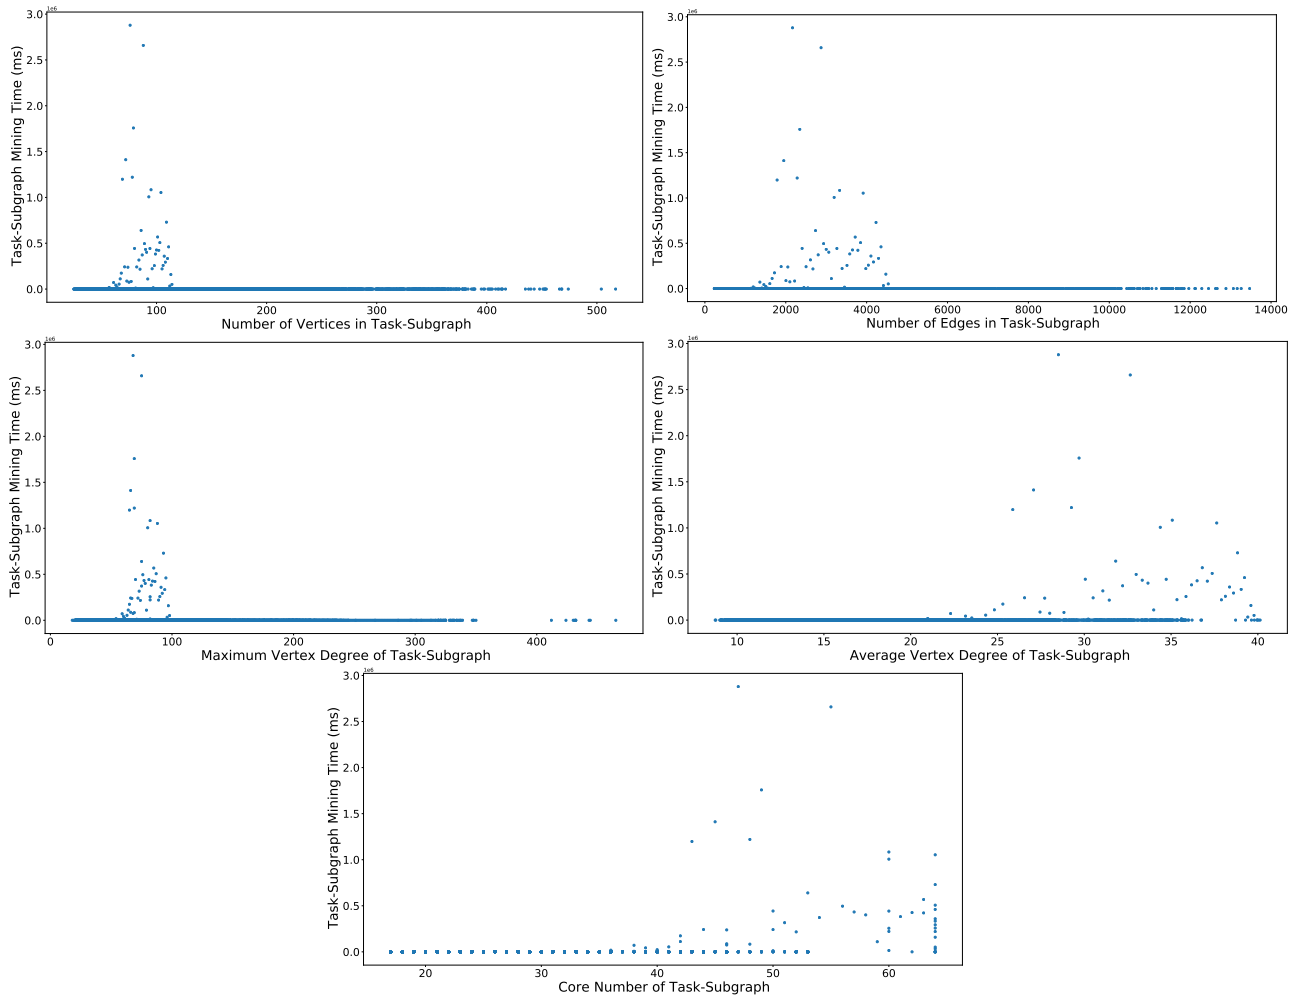 1e6
3.0
2.5
2.0
1.5
1.0
0.5
0.0
Task-Subgraph Mining Time (ms)
100 200 300 400 500
Number of Vertices in Task-Subgraph
1e6
3.0
2.5
2.0
1.5
1.0
0.5
0.0
Task-Subgraph Mining Time (ms)
0 2000 4000 6000 8000 10000 12000 14000
Number of Edges in Task-Subgraph
1e6
3.0
2.5
2.0
1.5
1.0
0.5
0.0
Task-Subgraph Mining Time (ms)
0 100 200 300 400
Maximum Vertex Degree of Task-Subgraph
1e6
3.0
2.5
2.0
1.5
1.0
0.5
0.0
Task-Subgraph Mining Time (ms)
10 15 20 25 30 35 40
Average Vertex Degree of Task-Subgraph
1e6
3.0
2.5
2.0
1.5
1.0
0.5
0.0
Task-Subgraph Mining Time (ms)
20 30 40 50 60
Core Number of Task-Subgraph